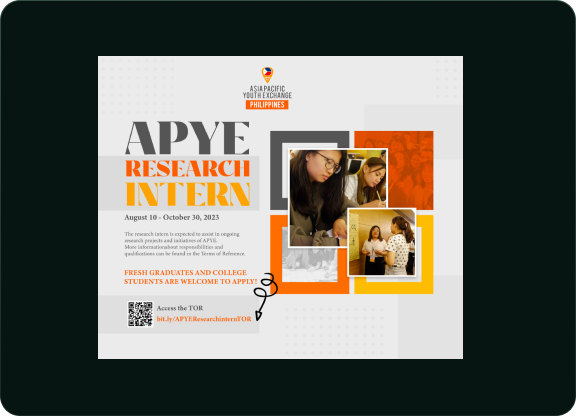 ASIA PACIFIC
YOUTH EXCHANGE
PHILIPPINES
APYE
RESEARCH
INTERN
August 10 - October 30, 2023
The research intern is expected to assist in ongoing
research projects and initiatives of APYE.
More informationabout responsibilities and
qualifications can be found in the Terms of Reference.
FRESH GRADUATES AND COLLEGE
STUDENTS ARE WELCOME TO APPLY!
Access the TOR
bit.ly/APYEResearchinternTOR